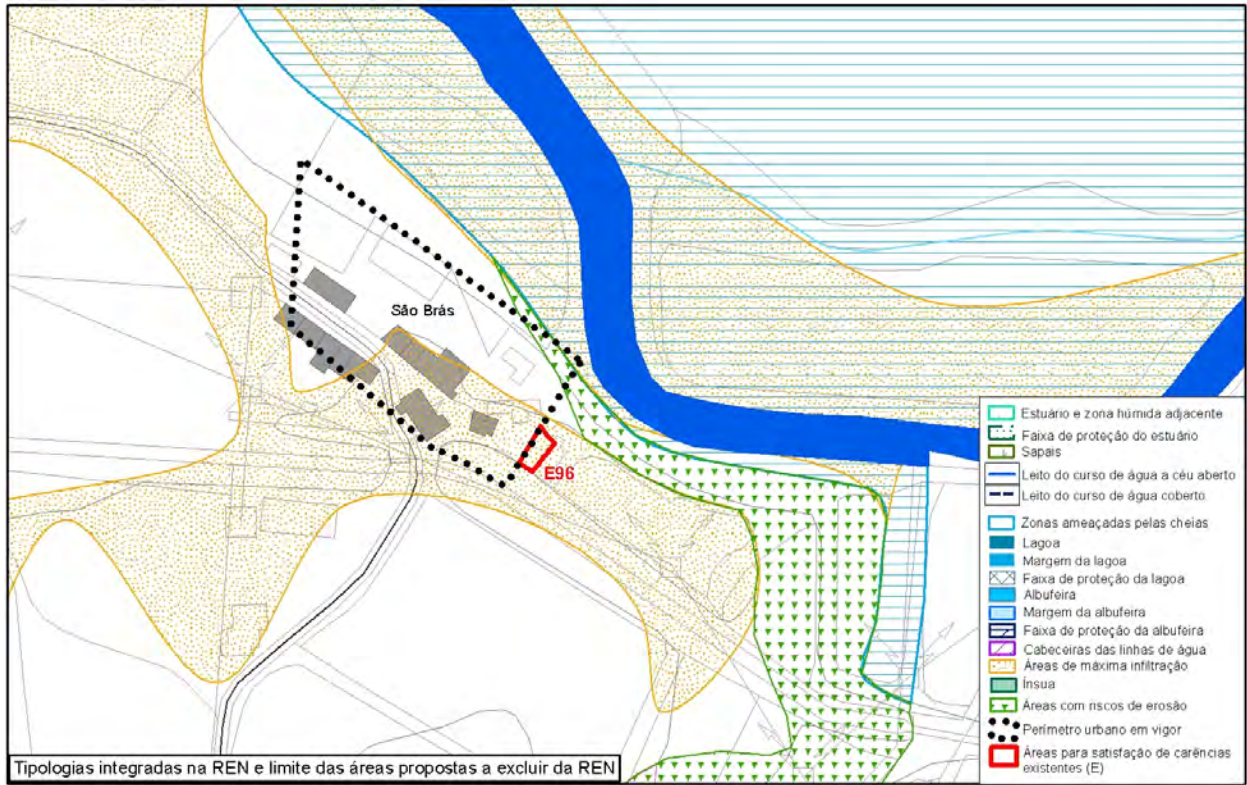 São Brás
E96
Estuário e zona húmida adjacente
Faixa de proteção do estuário
Sapais
Leito do curso de água a céu aberto
Leito do curso de água coberto
Zonas ameaçadas pelas cheias
Lagoa
Margem da lagoa
Faixa de proteção da lagoa
Albufeira
Margem da albufeira
Faixa de proteção da albufeira
Cabeceiras das linhas de água
Áreas de máxima infiltração
Ínsua
Áreas com riscos de erosão
Perímetro urbano em vigor
Áreas para satisfação de carências
existentes (E)
Tipologias integradas na REN e limite das áreas propostas a excluir da REN